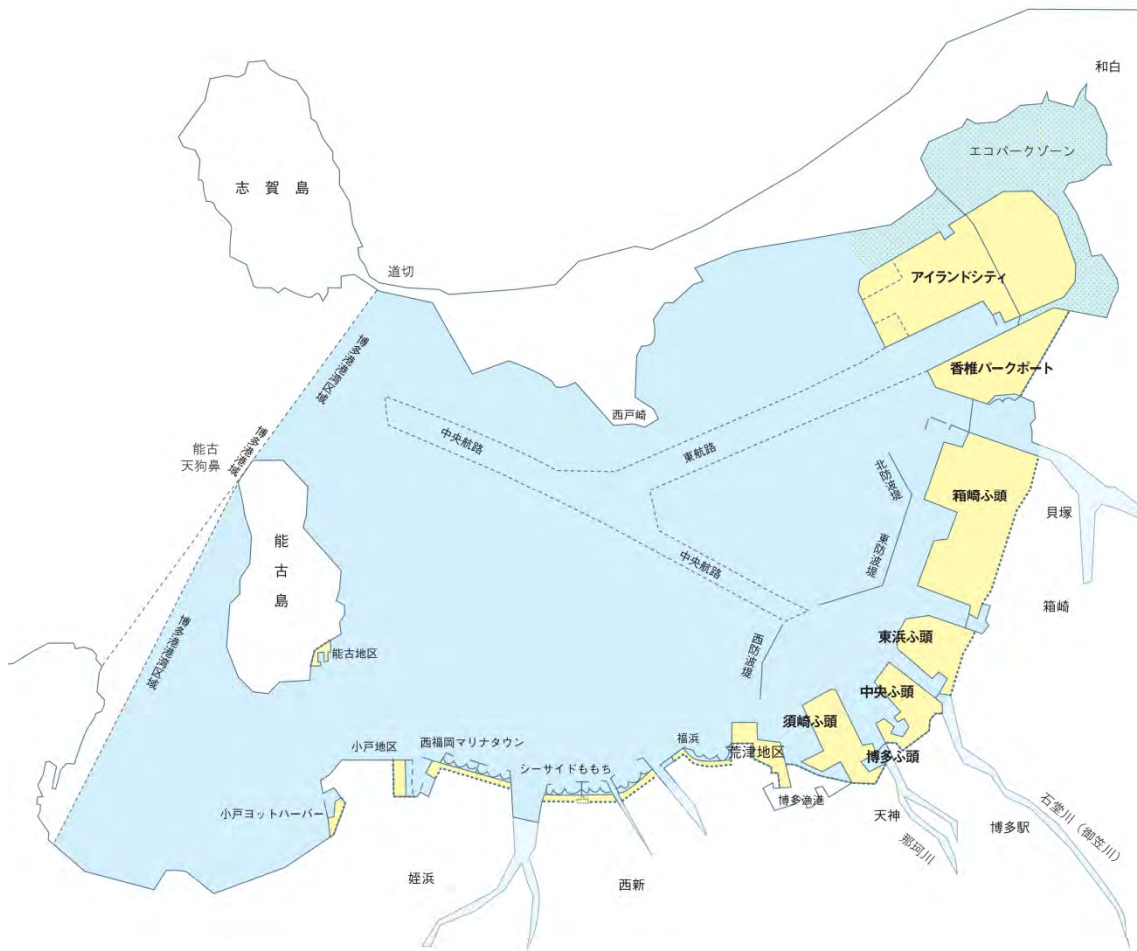 和白
エコパークゾーン
志賀島
アイランドシティ
道切
博多港港湾区域
香椎パークポート
西戸崎
中央航路
東航路
能古
天狗鼻
博多港港域
北防波堤
箱崎ふ頭
貝塚
能古島
東防波堤
中央航路
箱崎
博多港港湾区域
西防波堤
東浜ふ頭
能古地区
中央ふ頭
須崎ふ頭
小戸地区
西福岡マリナタウン
福浜
荒津地区
博多ふ頭
シーサイドももち
小戸ヨットハーバー
博多漁港
天神
博多駅
石堂川（御笠川）
那珂川
姪浜
西新